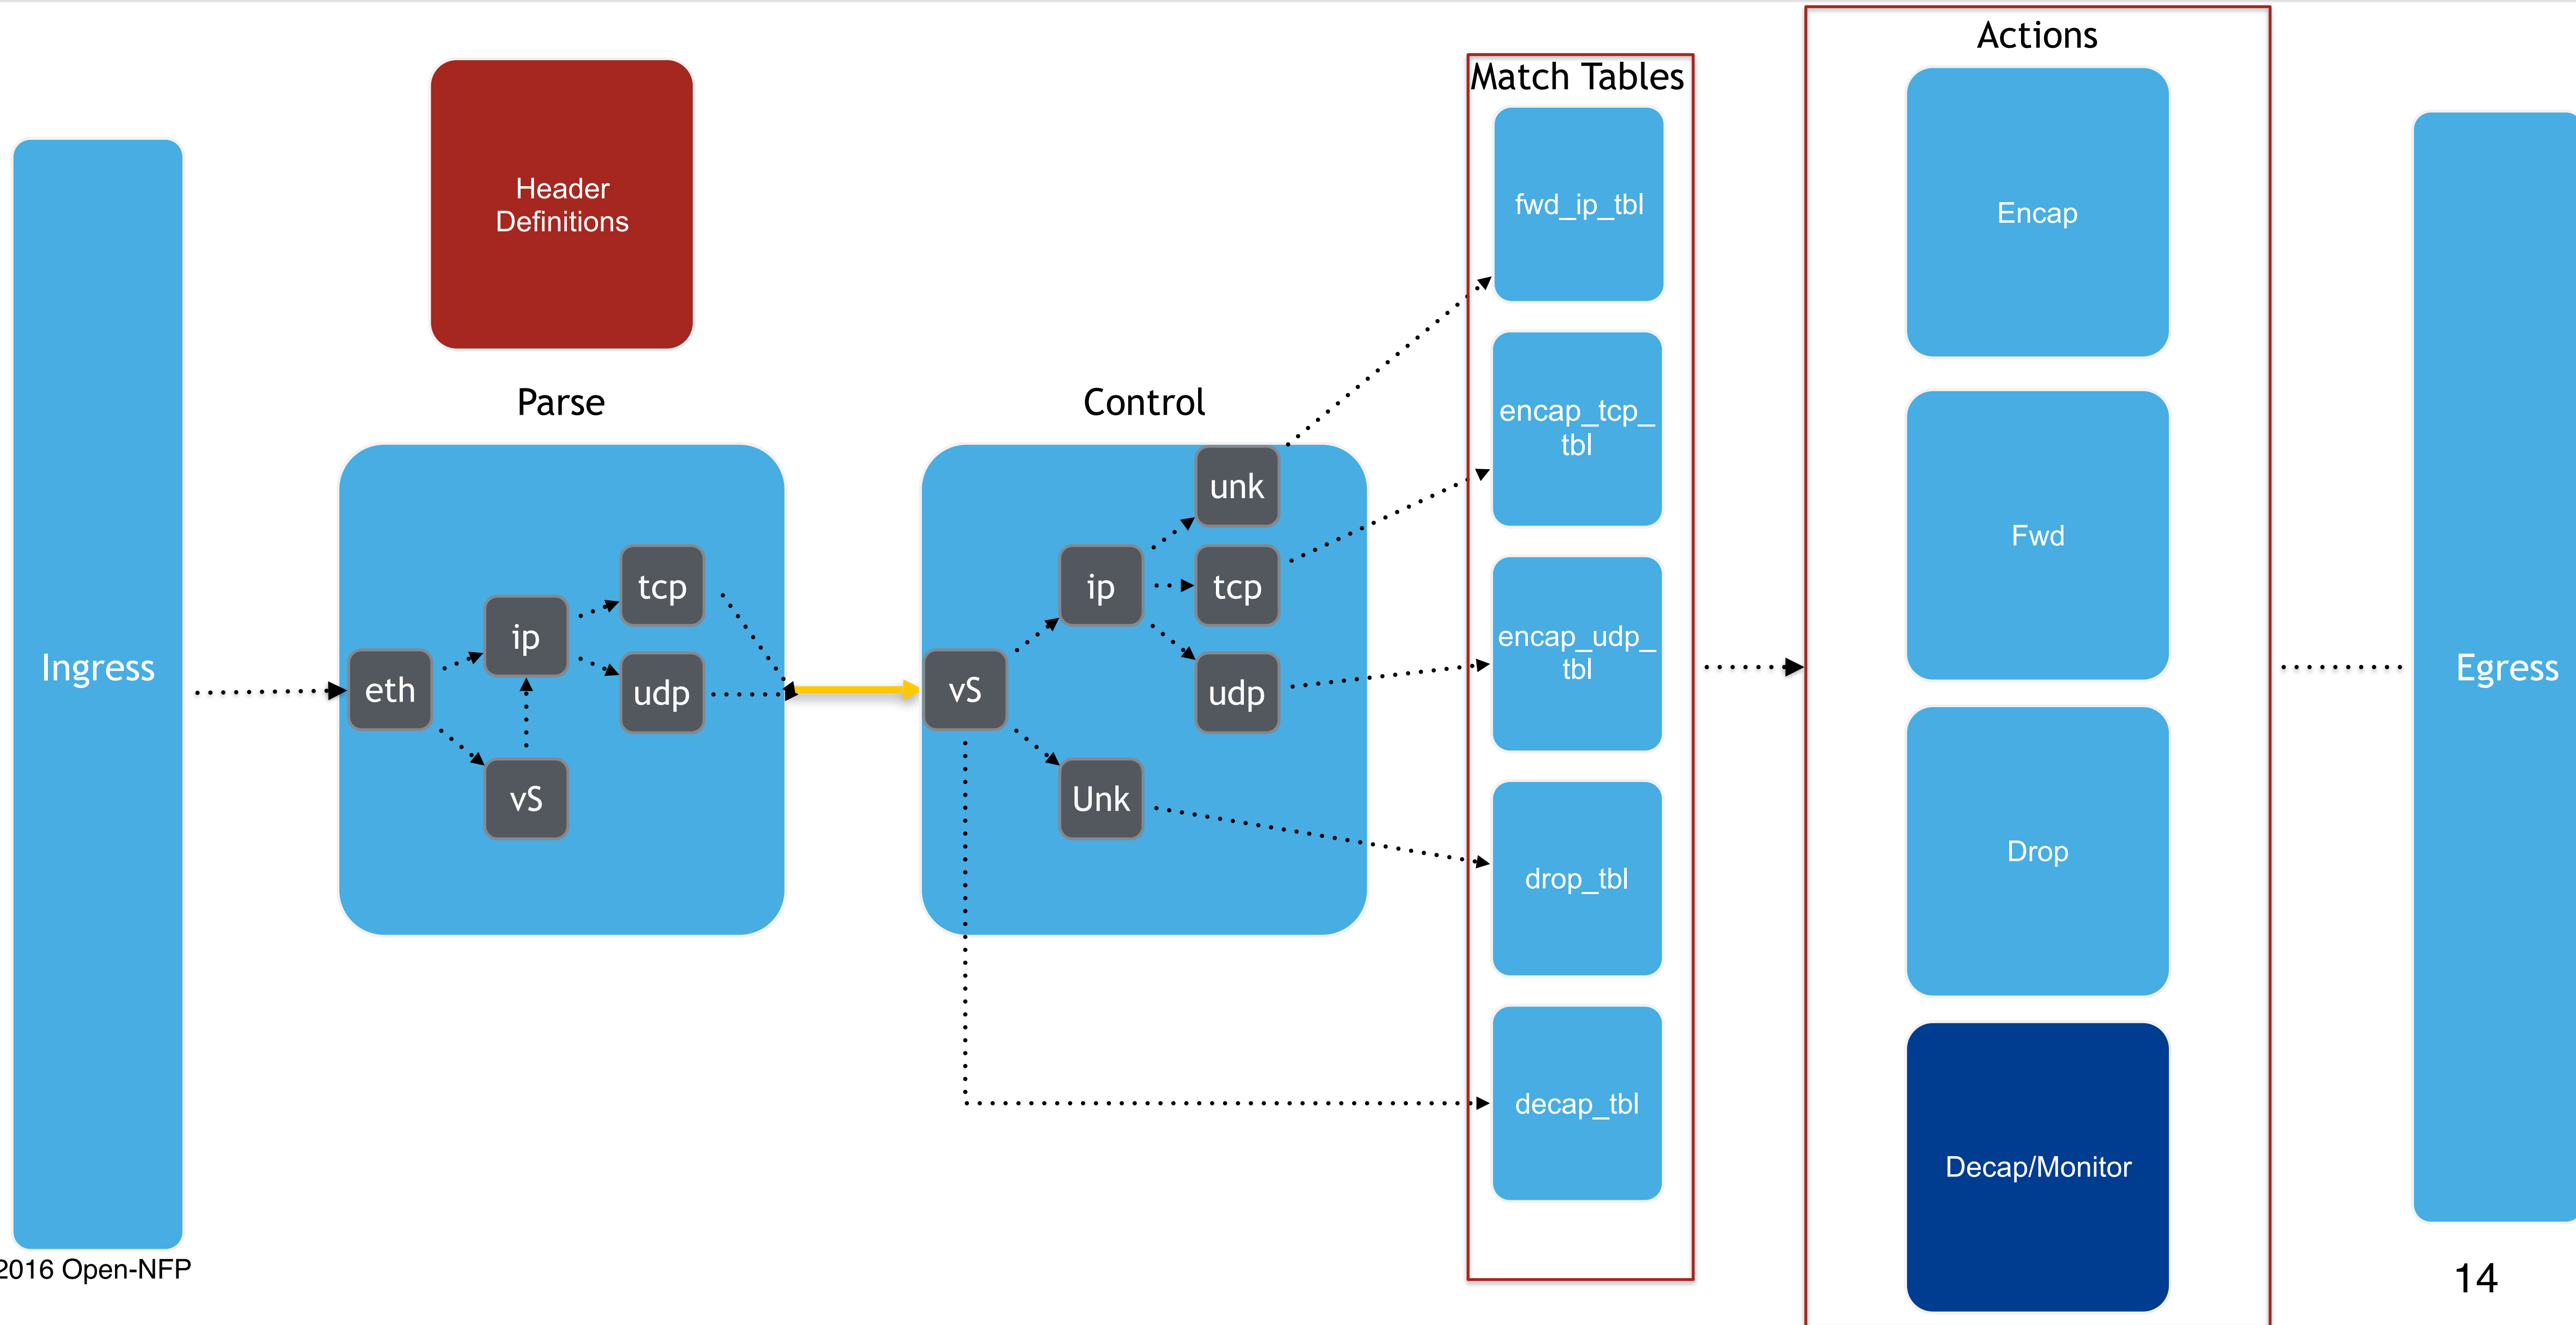 Ingress
Header
Definitions
Parse
eth
ip
vS
tcp
udp
Control
vS
ip
Unk
unk
tcp
udp
Match Tables
fwd_ip_tbl
encap_tcp_
tbl
encap_udp_
tbl
drop_tbl
decap_tbl
Actions
Encap
Fwd
Drop
Decap/Monitor
Egress
2016 Open-NFP
14